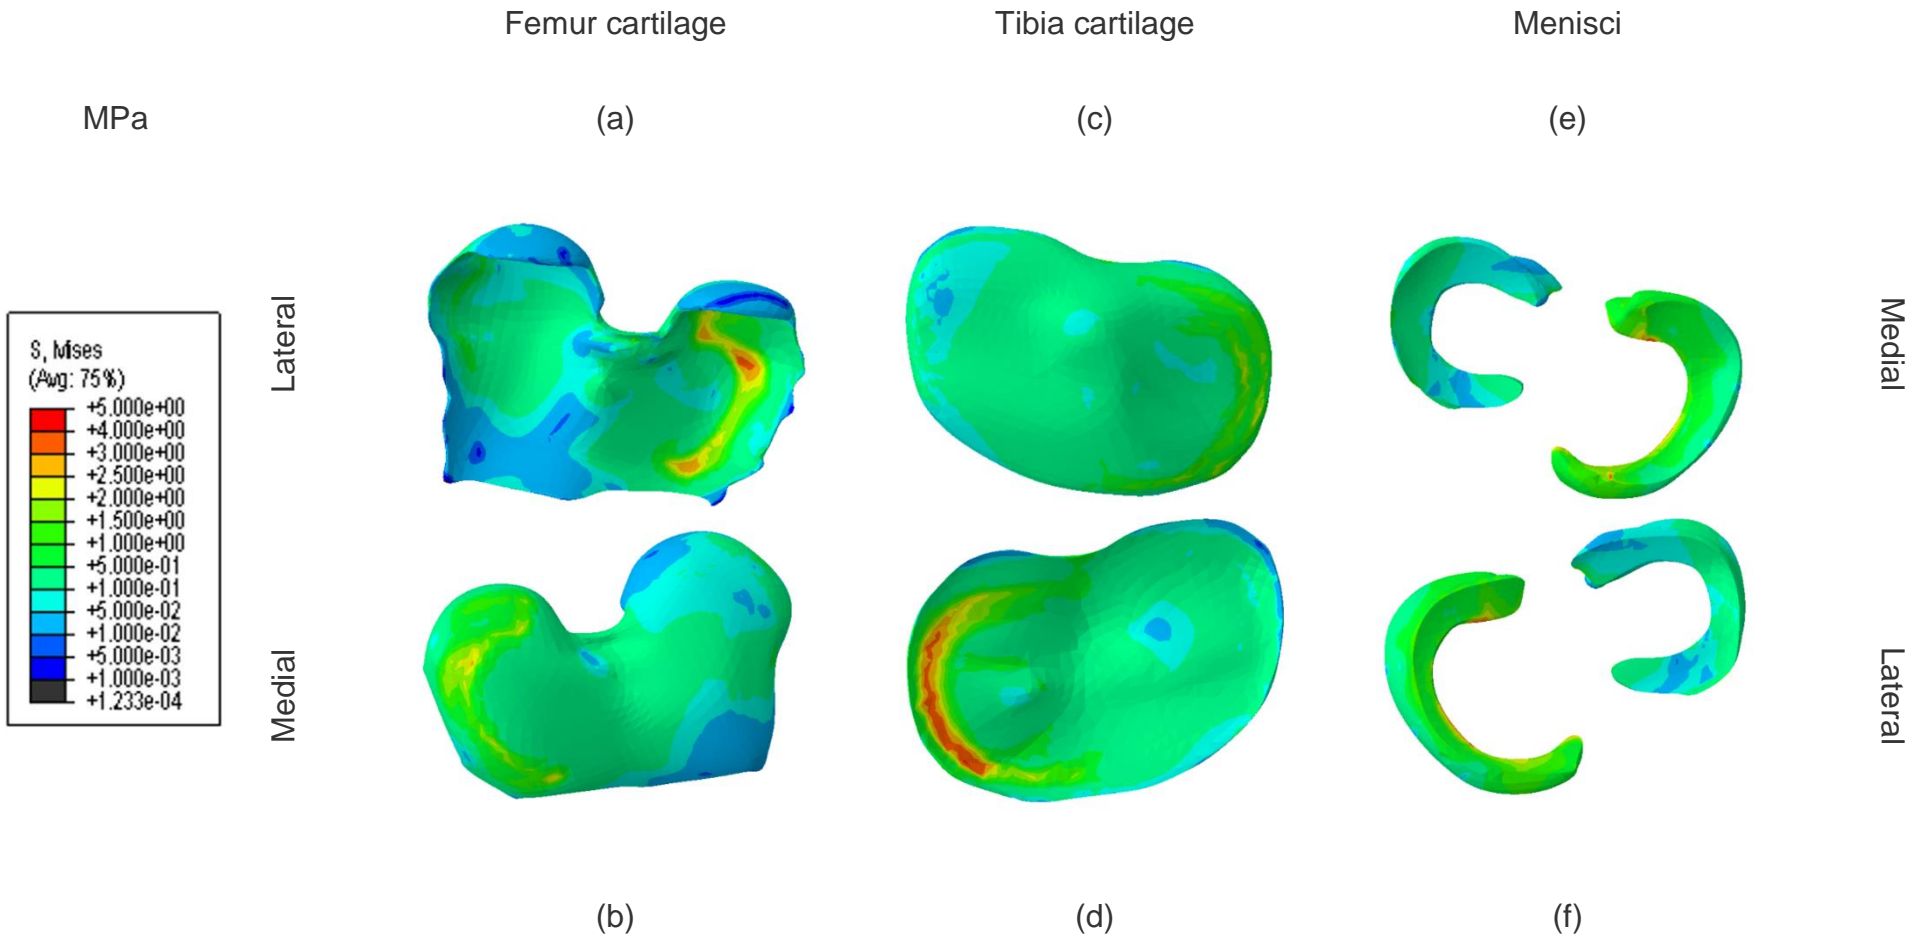 Femur cartilage
Tibia cartilage
Menisci
MPa
(a)
(c)
(e)
Lateral
Medial
S, Mises
(Avg: 75%)
+5.000e+00
+4.000e+00
+3.000e+00
+2.500e+00
+2.000e+00
+1.500e+00
+1.000e+00
+5.000e-01
+1.000e-01
+5.000e-02
+1.000e-02
+5.000e-03
+1.000e-03
+1.233e-04
Medial
Lateral
(b)
(d)
(f)